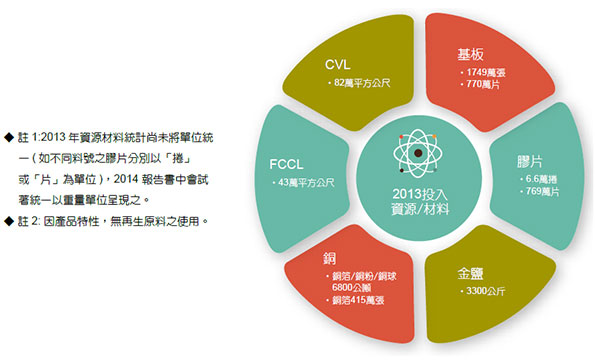 ◆ 註 1:2013 年資源材料統計尚未將單位統
一 ( 如不同料號之膠片分別以「捲」
或「片」為單位 )，2014 報告書中會試
著統一以重量單位呈現之。
◆ 註 2: 因產品特性，無再生原料之使用。
CVL
・82萬平方公尺
基板
・1749萬張
・770萬片
FCCL
・43萬平方公尺
2013投入
資源/材料
膠片
・6.6萬捲
・769萬片
銅
・銅箔/銅粉/銅球
6800公噸
・銅箔415萬張
金鹽
・3300公斤